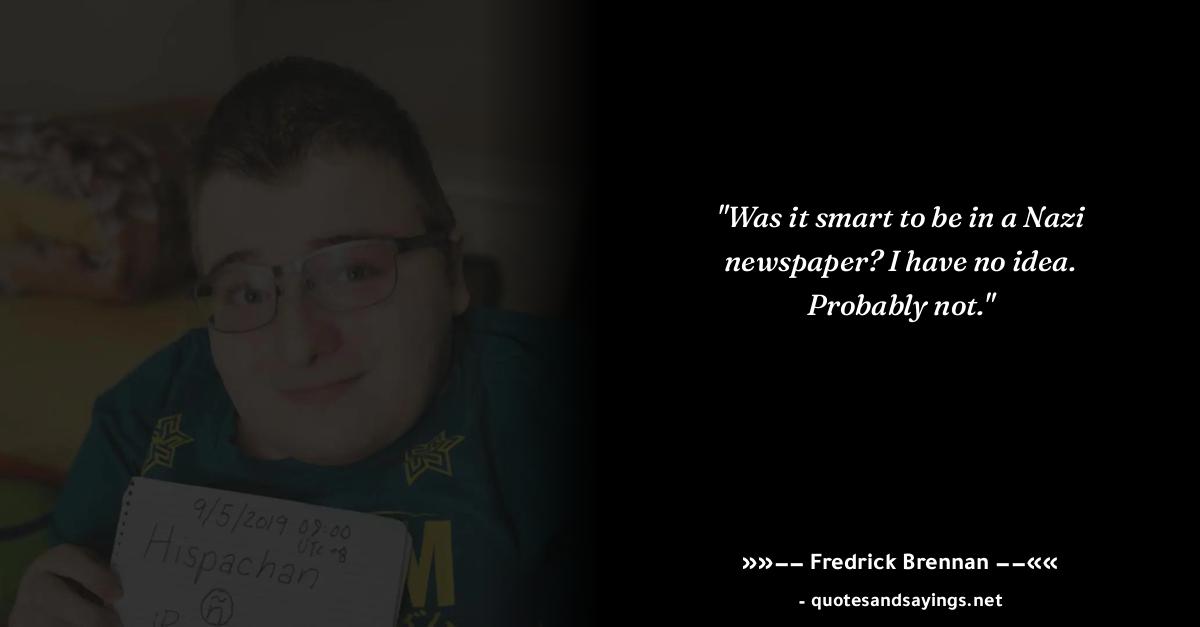 "Was it smart to be in a Nazi
newspaper? I have no idea.
Probably not."
»»−− Fredrick Brennan −−««
- quotesandsayings.net
9/5/2019 09:00
UTC +8
Hispachan
ñ
M